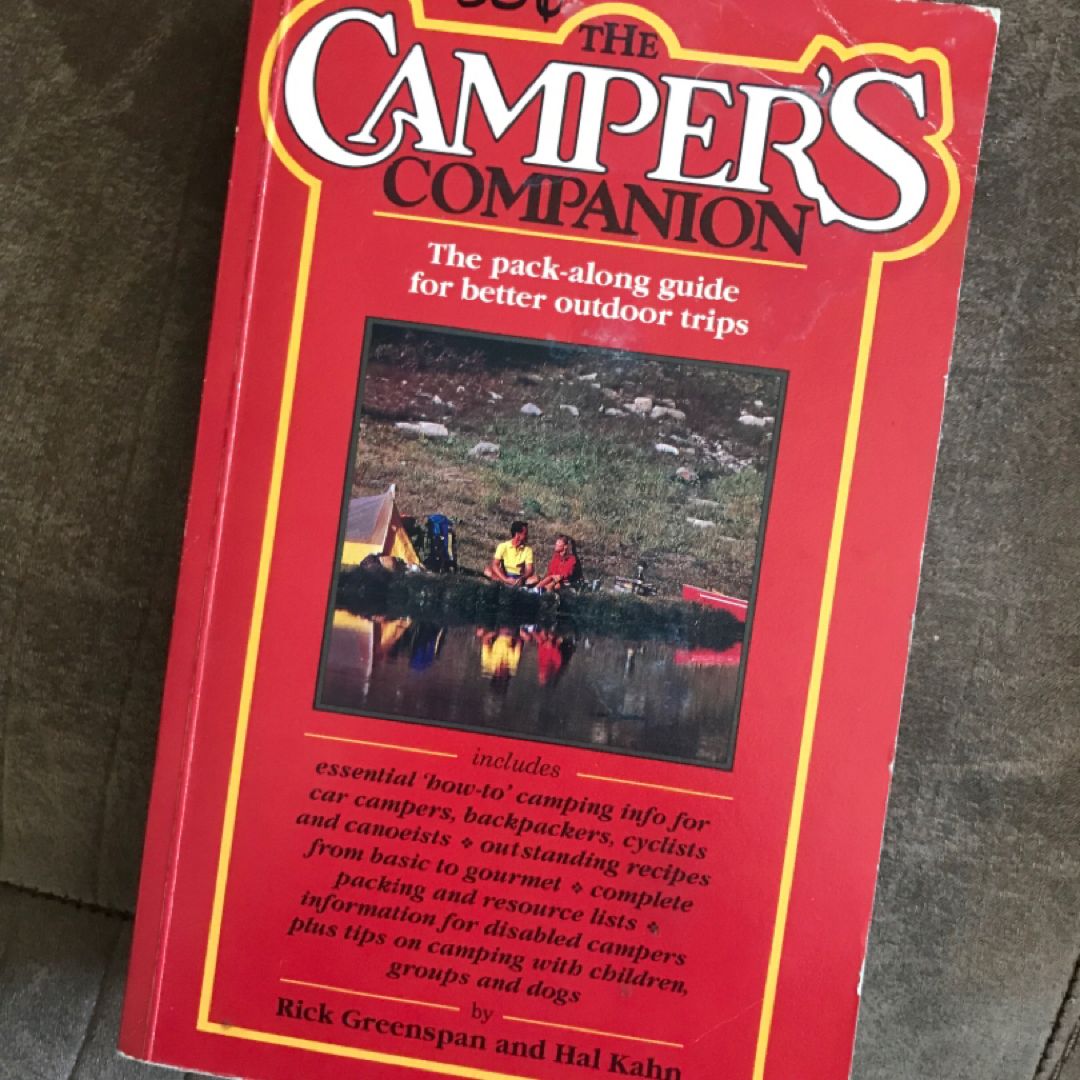 THE
CAMPER'S
COMPANION
The pack-along guide
for better outdoor trips
includes
essential 'how-to' camping info for
car campers, backpackers, cyclists
and canoeists ❖ outstanding recipes
from basic to gourmet ❖ complete
packing and resource lists ❖
information for disabled campers
plus tips on camping with children,
groups and dogs
by
Rick Greenspan and Hal Kahn